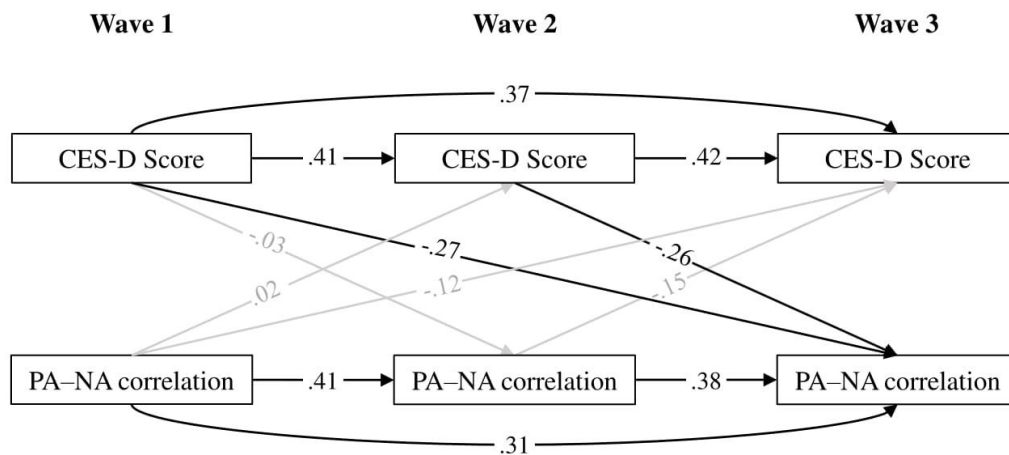 Wave 1 Wave 2 Wave 3
.37
CES-D Score .41 CES-D Score .42 CES-D Score
-.03 -.27 -.26
.02 -.12 -.15
PA–NA correlation .41 PA–NA correlation .38 PA–NA correlation
.31